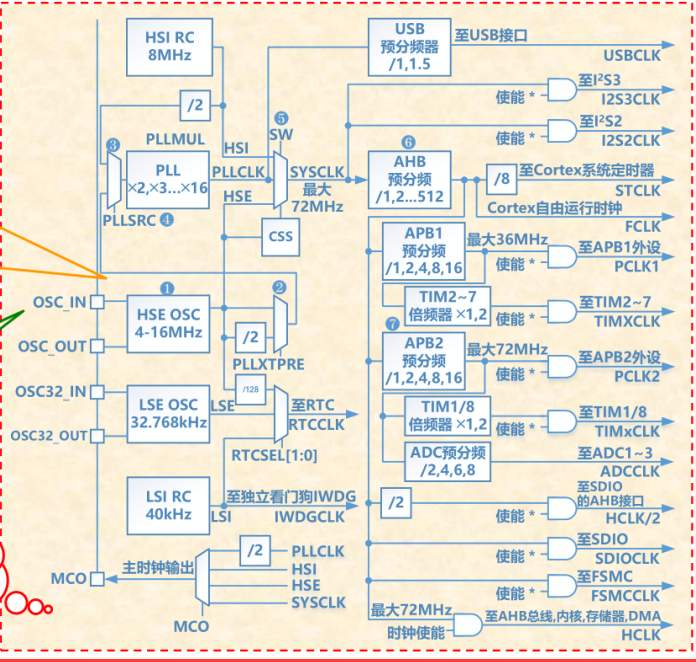 HSI RC
8MHz
/2
PLLMUL
③
PLL
×2,×3...×16
PLLSRC ④
HSI
PLLCLK
HSE
⑤
SW
SYSCLK
最大
72MHz
CSS
USB
预分频器
/1,1.5
至USB接口
USBCLK
使能 *
至I²S3
I2S3CLK
使能 *
至I²S2
I2S2CLK
⑥
AHB
预分频
/1,2...512
/8
至Cortex系统定时器
STCLK
Cortex自由运行时钟
FCLK
APB1
预分频
/1,2,4,8,16
最大36MHz
使能 *
至APB1外设
PCLK1
TIM2~7
倍频器 ×1,2
使能 *
至TIM2~7
TIMXCLK
⑦
APB2
预分频
/1,2,4,8,16
最大72MHz
使能 *
至APB2外设
PCLK2
TIM1/8
倍频器 ×1,2
使能 *
至TIM1/8
TIMxCLK
ADC预分频
/2,4,6,8
至ADC1~3
ADCCLK
/2
使能 *
至SDIO
的AHB接口
HCLK/2
使能 *
至SDIO
SDIOCLK
使能 *
至FSMC
FSMCCLK
最大72MHz
时钟使能
至AHB总线,内核,存储器,DMA
HCLK
OSC_IN
OSC_OUT
①
HSE OSC
4-16MHz
②
/2
PLLXTPRE
/128
OSC32_IN
OSC32_OUT
LSE OSC
32.768kHz
LSE
至RTC
RTCCLK
RTCSEL[1:0]
LSI RC
40kHz
LSI
至独立看门狗IWDG
IWDGCLK
MCO
主时钟输出
/2
PLLCLK
HSI
HSE
SYSCLK
MCO